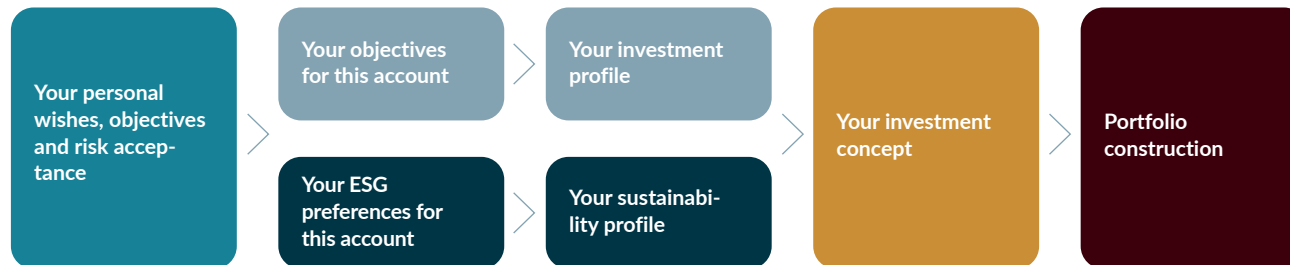 Your personal
wishes, objectives
and risk accep-
tance
Your objectives
for this account
Your investment
profile
Your ESG
preferences for
this account
Your sustainabi-
lity profile
Your investment
concept
Portfolio
construction